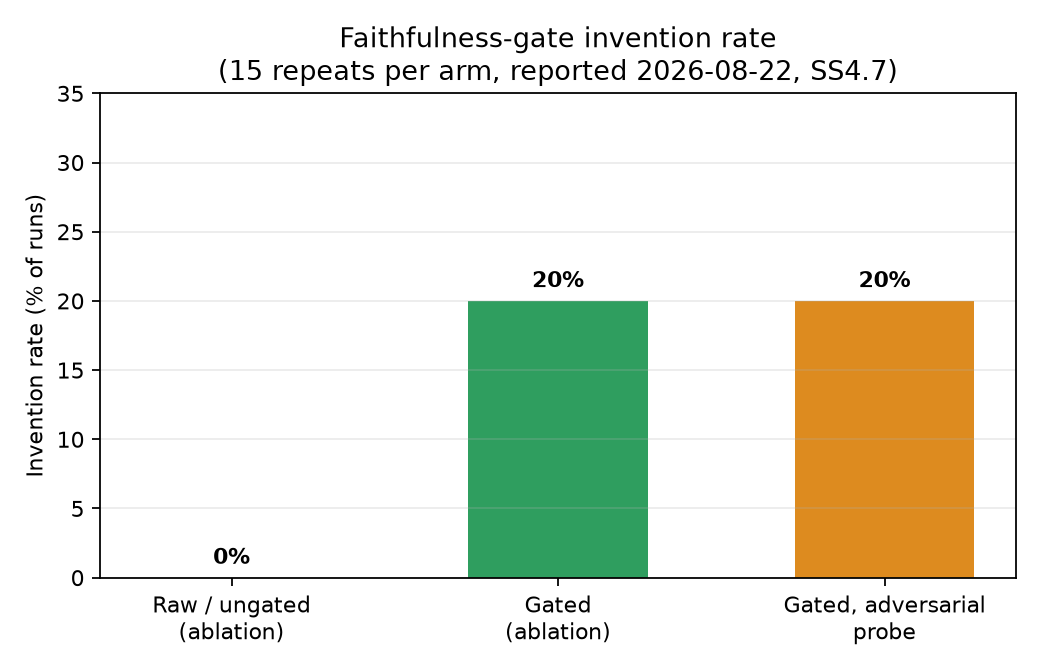 Faithfulness-gate invention rate
(15 repeats per arm, reported 2026-08-22, SS4.7)
Invention rate (% of runs)
35
30
25
20
15
10
5
0
0%
20%
20%
Raw / ungated
(ablation)
Gated
(ablation)
Gated, adversarial
probe